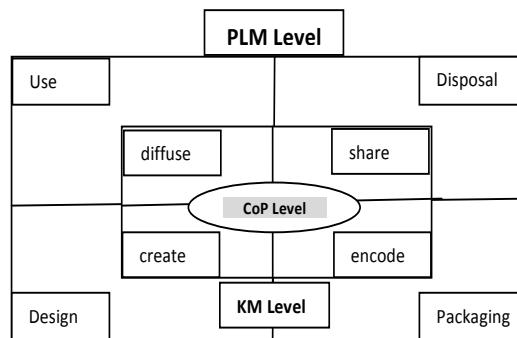 PLM Level
Use
Disposal
diffuse
share
CoP Level
create
encode
Design
KM Level
Packaging